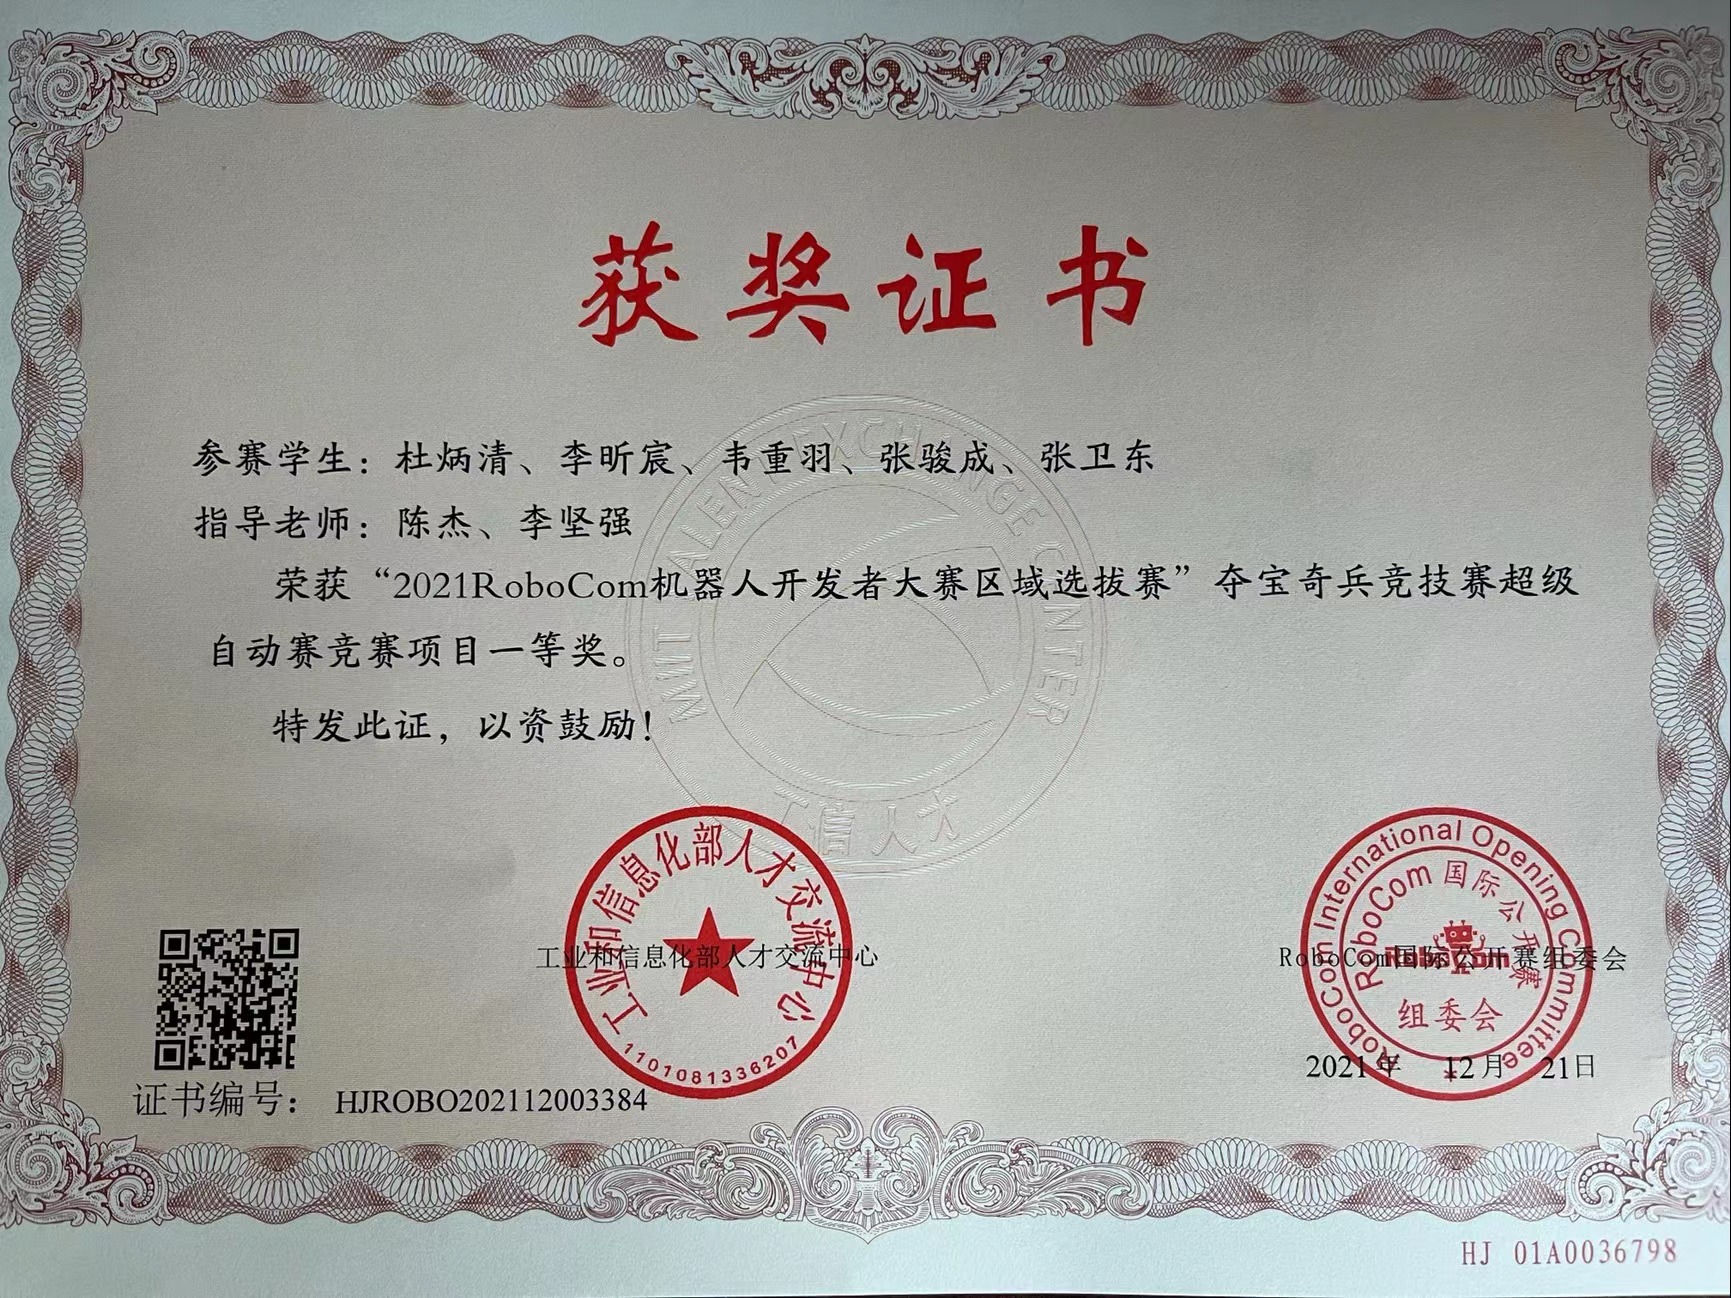 获奖证书
参赛学生：杜炳清、李昕宸、韦重羽、张骏成、张卫东
指导老师：陈杰、李坚强
荣获“2021RoboCom机器人开发者大赛区域选拔赛”夺宝奇兵竞技赛超级
自动赛竞赛项目一等奖。
特发此证，以资鼓励！
MIIT TALENT EXCHANGE CENTER
工信人才
工业和信息化部人才交流中心
工业和信息化部人才交流中心
1101081336207
RoboCom International Opening Committee
RoboCom国际公开赛
组委会
RoboCom国际公开赛组委会
2021年 12月 21日
证书编号： HJROBO202112003384
HJ 01A0036798